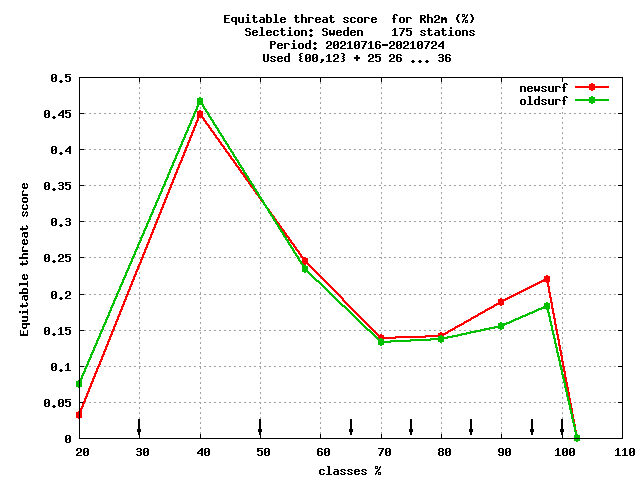 Equitable threat score  for Rh2m (%)
Selection: Sweden    175 stations
Period: 20210716-20210724
Used {00,12} + 25 26 ... 36
newsurf
oldsurf
Equitable threat score
0.5
0.45
0.4
0.35
0.3
0.25
0.2
0.15
0.1
0.05
0
20 30 40 50 60 70 80 90 100 110
classes %